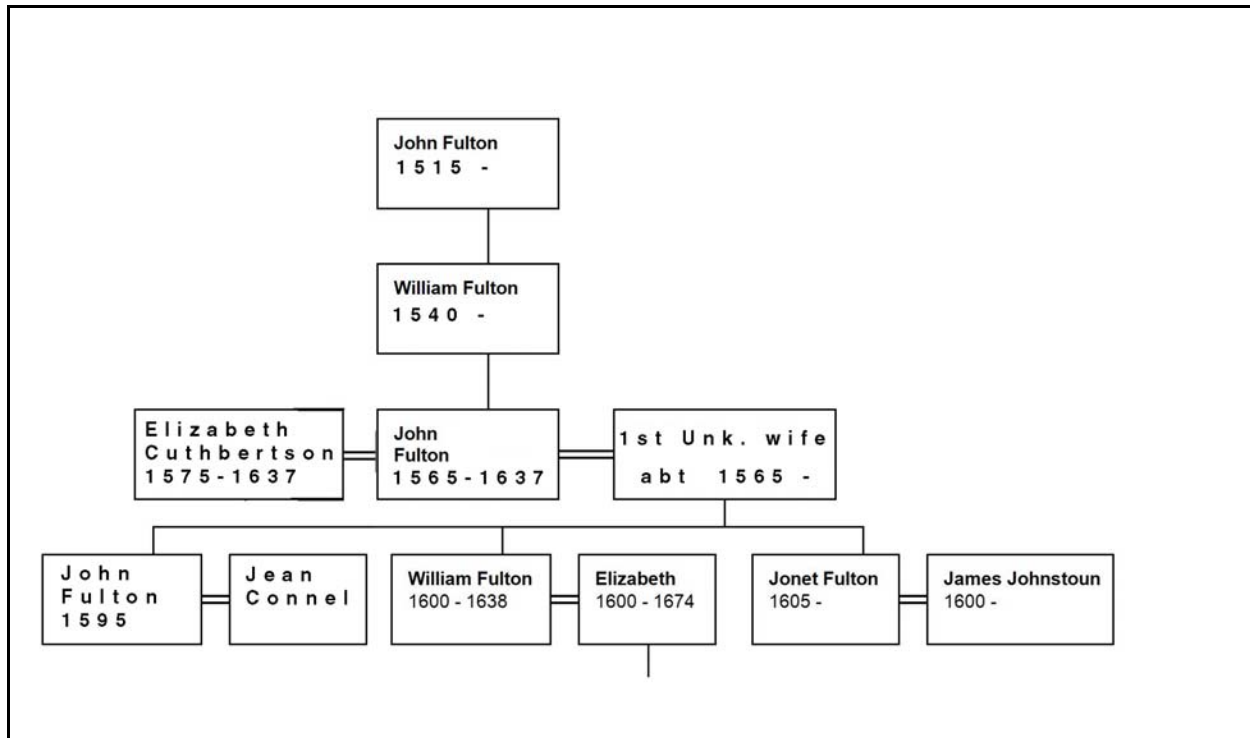 John Fulton
1515 -
William Fulton
1540 -
Elizabeth
Cuthbertson
1575-1637
John
Fulton
1565-1637
1st Unk. wife
abt 1565 -
John
Fulton
1595
Jean
Connel
William Fulton
1600 - 1638
Elizabeth
1600 - 1674
Jonet Fulton
1605 -
James Johnstoun
1600 -